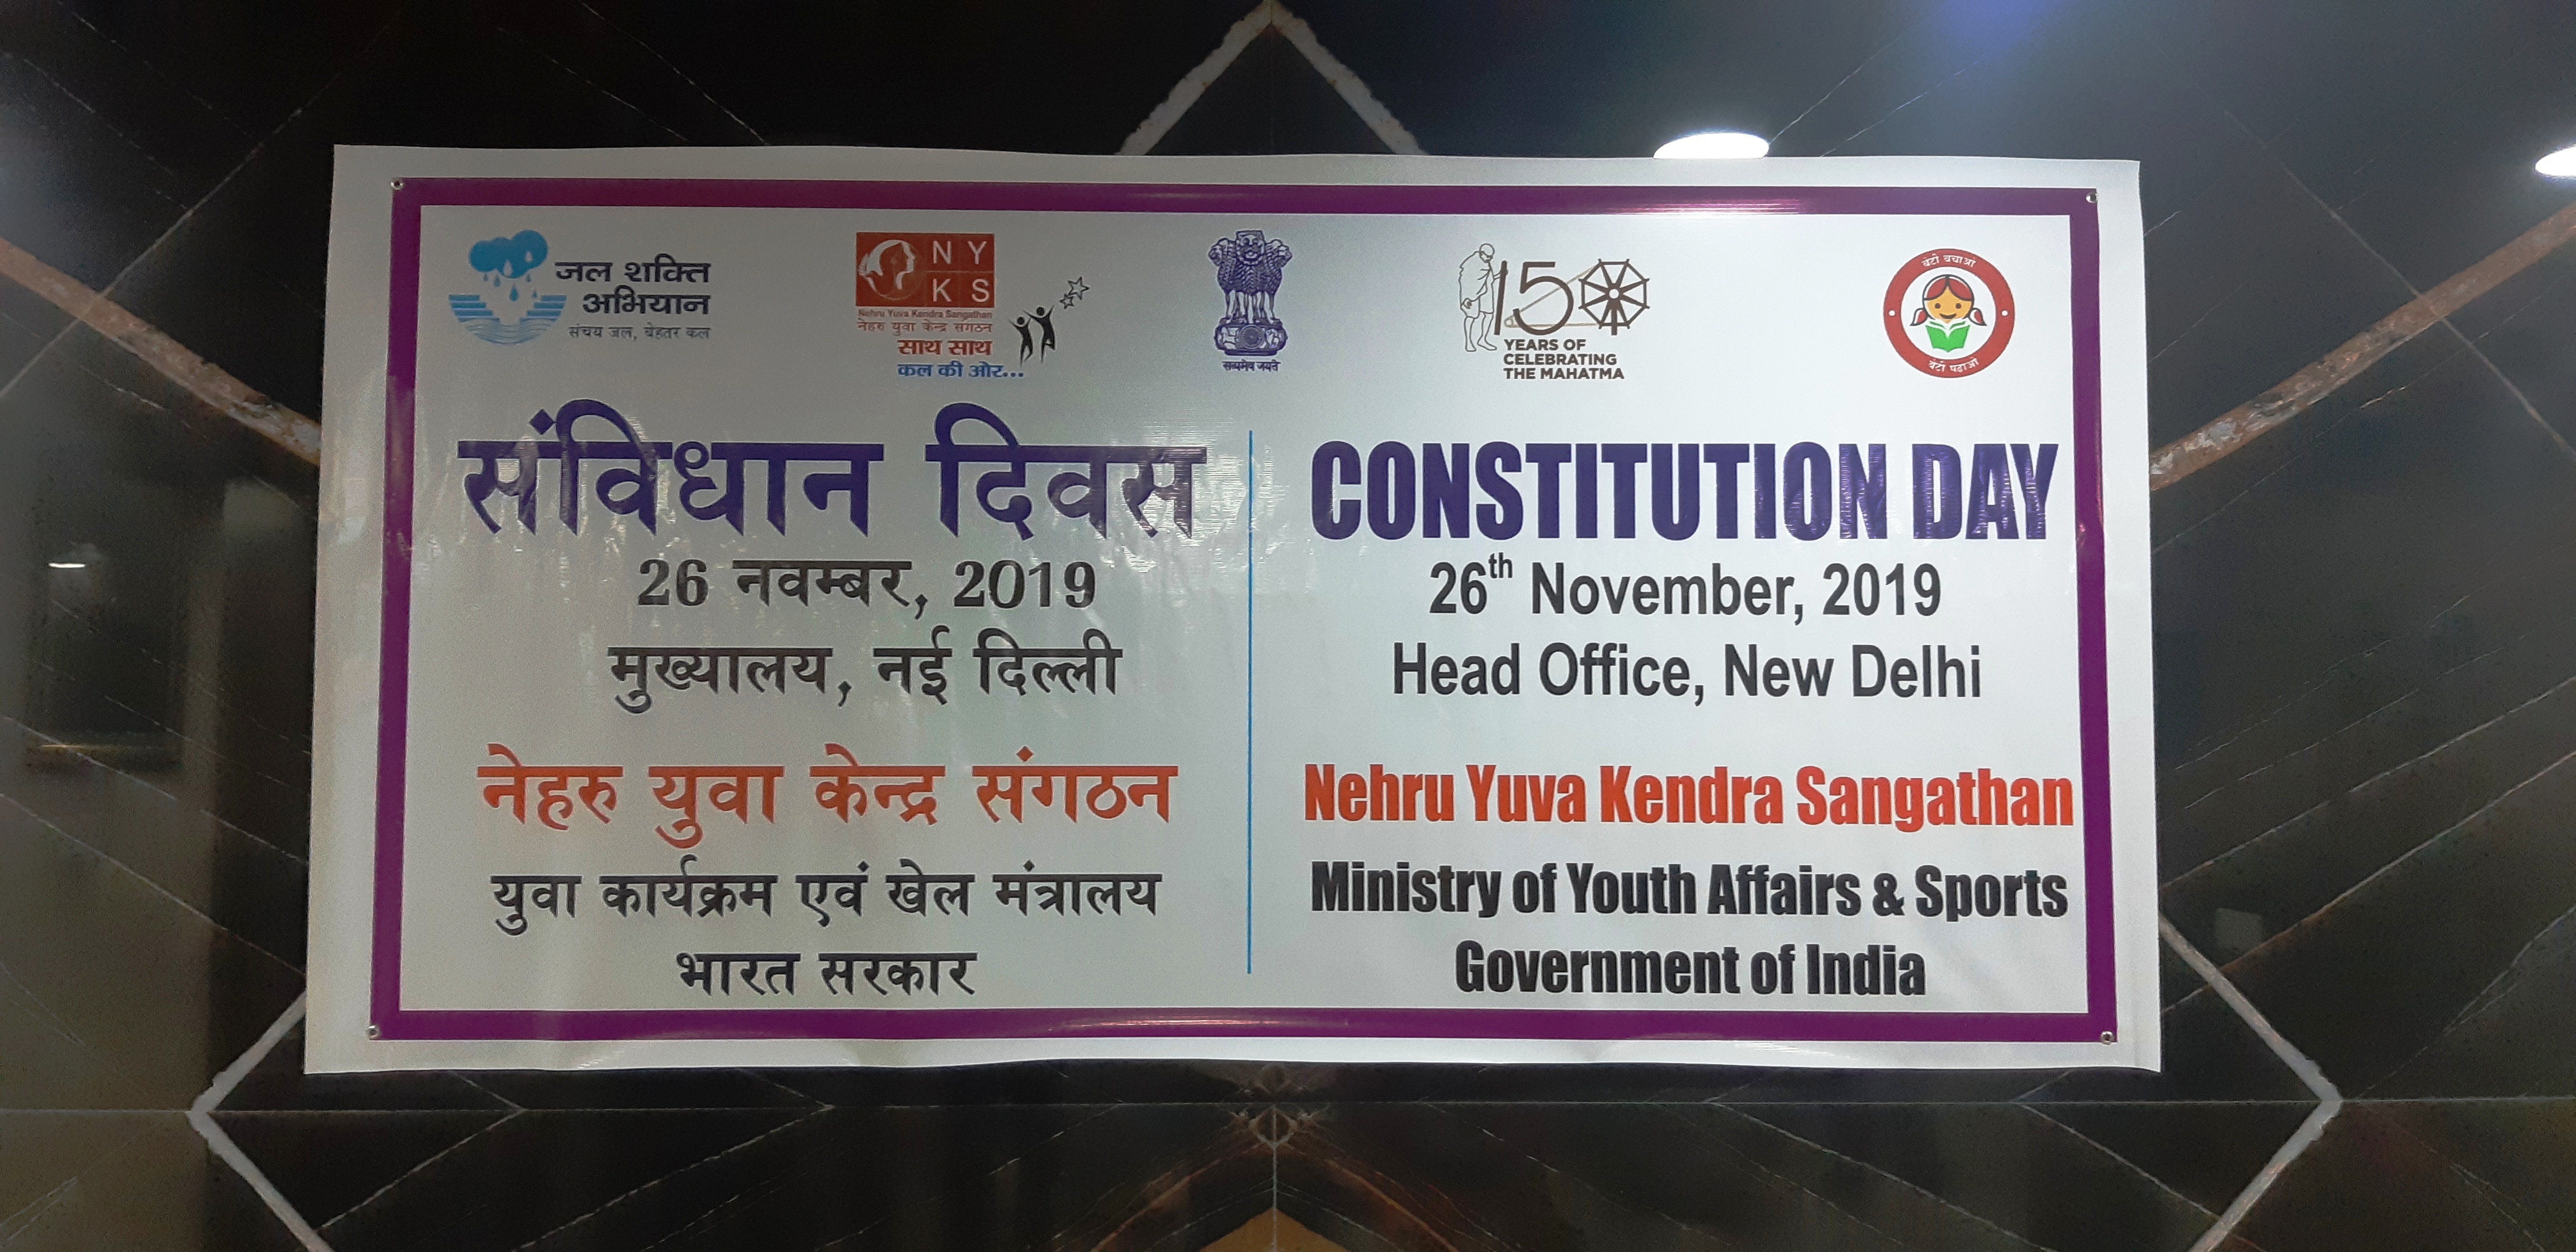 जल शक्ति
अभियान
संचय जल, बेहतर कल
N Y
K S
Nehru Yuva Kendra Sangathan
नेहरु युवा केन्द्र संगठन
साथ साथ
कल की ओर...
सत्यमेव जयते
150
YEARS OF
CELEBRATING
THE MAHATMA
बेटी बचाओ
बेटी पढाओ
संविधान दिवस
26 नवम्बर, 2019
मुख्यालय, नई दिल्ली
नेहरु युवा केन्द्र संगठन
युवा कार्यक्रम एवं खेल मंत्रालय
भारत सरकार
CONSTITUTION DAY
26th November, 2019
Head Office, New Delhi
Nehru Yuva Kendra Sangathan
Ministry of Youth Affairs & Sports
Government of India